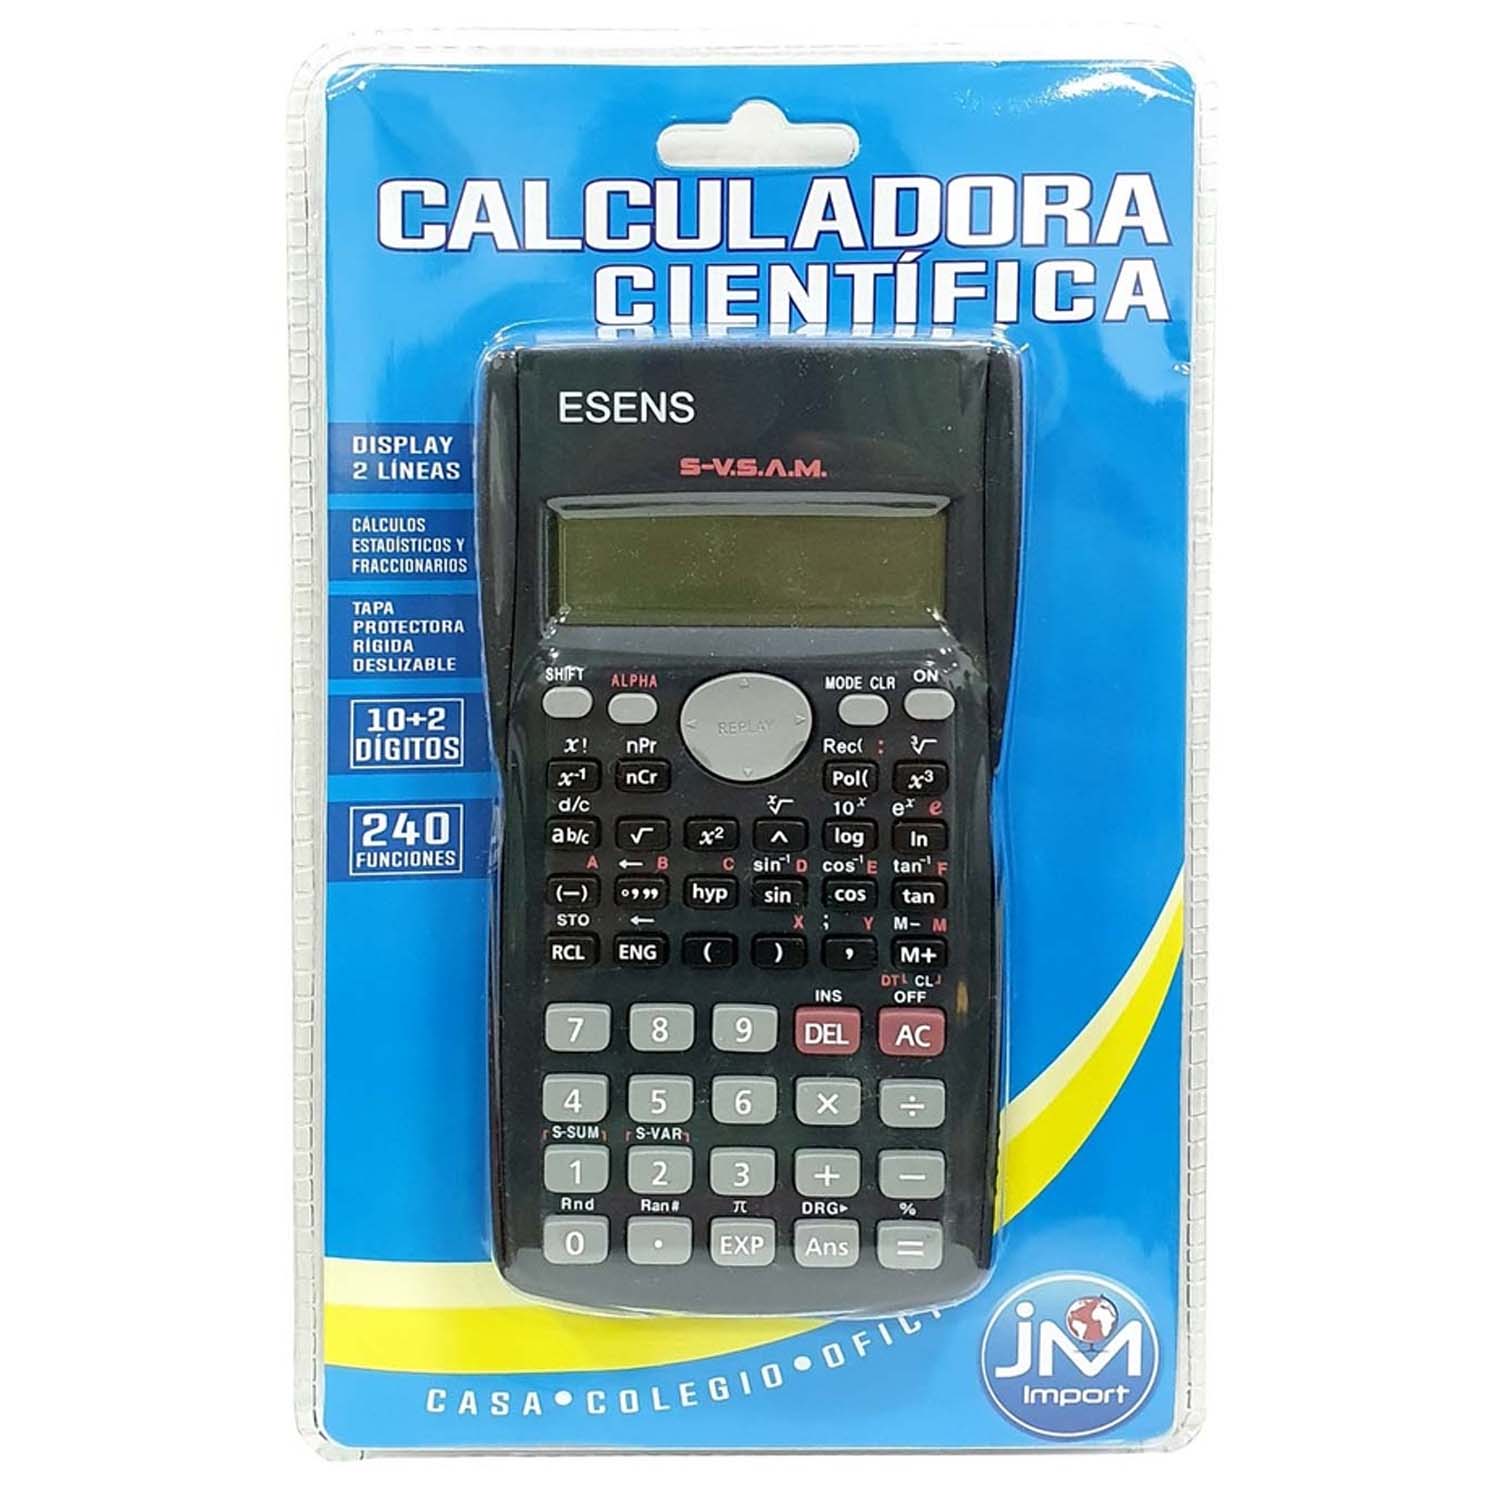 CALCULADORA
CIENTÍFICA
ESENS
S-V.S.A.M.
DISPLAY
2 LÍNEAS
CÁLCULOS
ESTADÍSTICOS Y
FRACCIONARIOS
TAPA
PROTECTORA
RÍGIDA
DESLIZABLE
10+2
DÍGITOS
240
FUNCIONES
SHIFT ALPHA MODE CLR ON
REPLAY
x! nPr Rec( : ³√
x⁻¹ nCr Pol( x³
d/c ˣ√ 10ˣ eˣ e
ab/c √ x² ^ log ln
A ← B C sin⁻¹ D cos⁻¹ E tan⁻¹ F
(−) °,,, hyp sin cos tan
STO ← X ; Y M− M
RCL ENG ( ) , M+
DT CL
INS OFF
7 8 9 DEL AC
4 5 6 × ÷
S-SUM S-VAR
1 2 3 + −
Rnd Ran# π DRG▸ %
0 · EXP Ans =
CASA • COLEGIO •
JM
Import